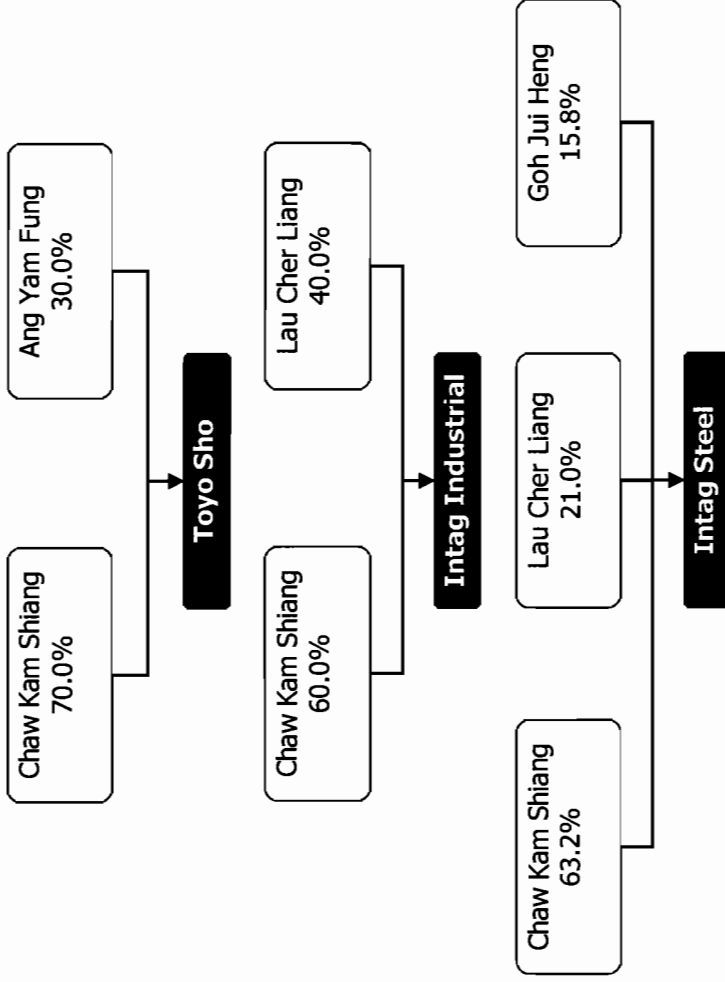 Chaw Kam Shiang
70.0%
Ang Yam Fung
30.0%
Toyo Sho
Chaw Kam Shiang
60.0%
Lau Cher Liang
40.0%
Intag Industrial
Chaw Kam Shiang
63.2%
Lau Cher Liang
21.0%
Goh Jui Heng
15.8%
Intag Steel